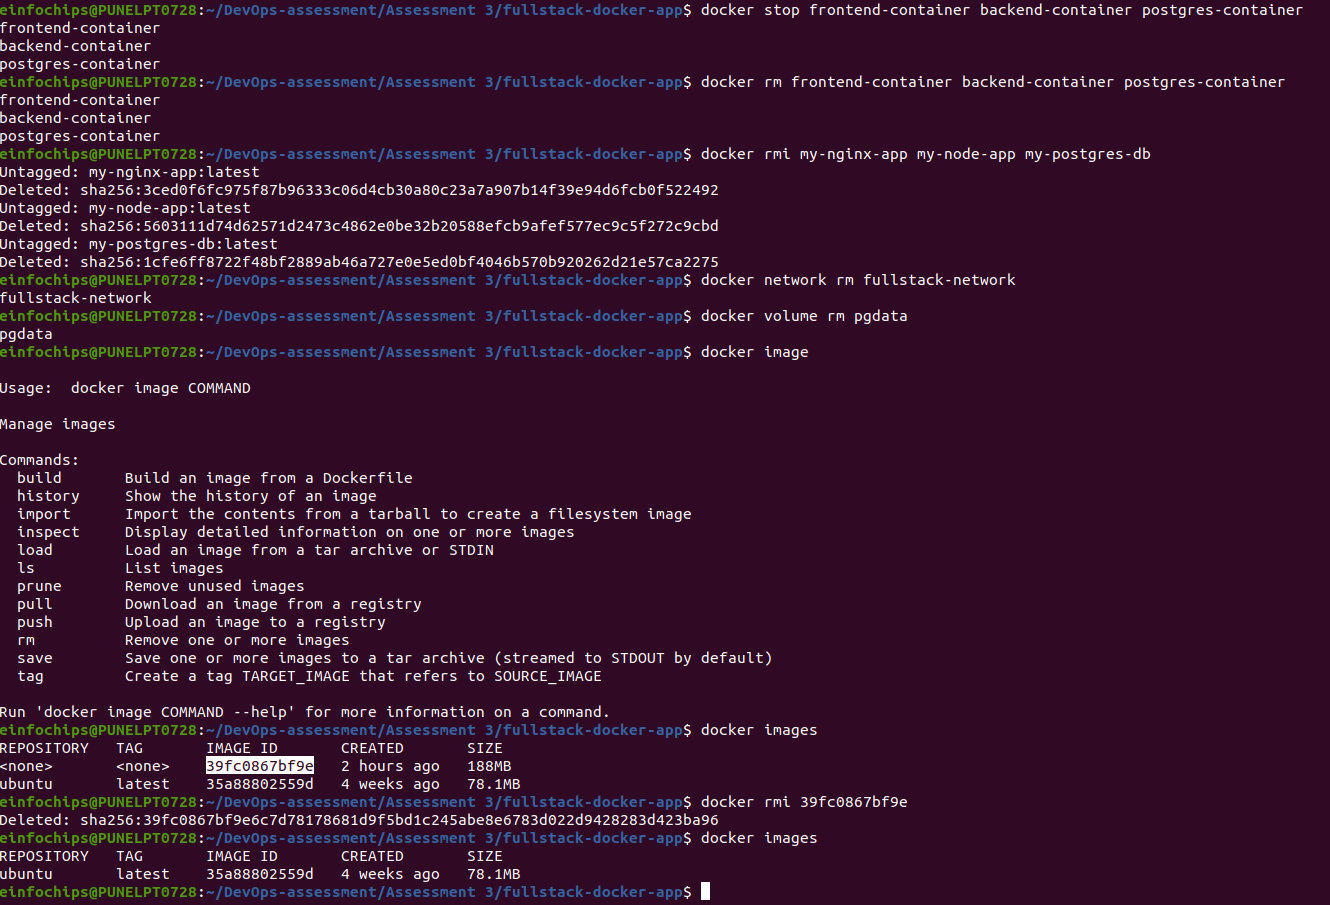 einfochips@PUNELPT0728:~/DevOps-assessment/Assessment 3/fullstack-docker-app$ docker stop frontend-container backend-container postgres-container
frontend-container
backend-container
postgres-container
einfochips@PUNELPT0728:~/DevOps-assessment/Assessment 3/fullstack-docker-app$ docker rm frontend-container backend-container postgres-container
frontend-container
backend-container
postgres-container
einfochips@PUNELPT0728:~/DevOps-assessment/Assessment 3/fullstack-docker-app$ docker rmi my-nginx-app my-node-app my-postgres-db
Untagged: my-nginx-app:latest
Deleted: sha256:3ced0f6fc975f87b96333c06d4cb30a80c23a7a907b14f39e94d6fcb0f522492
Untagged: my-node-app:latest
Deleted: sha256:5603111d74d62571d2473c4862e0be32b20588efcb9afef577ec9c5f272c9cbd
Untagged: my-postgres-db:latest
Deleted: sha256:1cfe6ff8722f48bf2889ab46a727e0e5ed0bf4046b570b920262d21e57ca2275
einfochips@PUNELPT0728:~/DevOps-assessment/Assessment 3/fullstack-docker-app$ docker network rm fullstack-network
fullstack-network
einfochips@PUNELPT0728:~/DevOps-assessment/Assessment 3/fullstack-docker-app$ docker volume rm pgdata
pgdata
einfochips@PUNELPT0728:~/DevOps-assessment/Assessment 3/fullstack-docker-app$ docker image
Usage:  docker image COMMAND
Manage images
Commands:
  build       Build an image from a Dockerfile
  history     Show the history of an image
  import      Import the contents from a tarball to create a filesystem image
  inspect     Display detailed information on one or more images
  load        Load an image from a tar archive or STDIN
  ls          List images
  prune       Remove unused images
  pull        Download an image from a registry
  push        Upload an image to a registry
  rm          Remove one or more images
  save        Save one or more images to a tar archive (streamed to STDOUT by default)
  tag         Create a tag TARGET_IMAGE that refers to SOURCE_IMAGE
Run 'docker image COMMAND --help' for more information on a command.
einfochips@PUNELPT0728:~/DevOps-assessment/Assessment 3/fullstack-docker-app$ docker images
REPOSITORY   TAG       IMAGE ID       CREATED       SIZE
<none>       <none>    39fc0867bf9e   2 hours ago   188MB
ubuntu       latest    35a88802559d   4 weeks ago   78.1MB
einfochips@PUNELPT0728:~/DevOps-assessment/Assessment 3/fullstack-docker-app$ docker rmi 39fc0867bf9e
Deleted: sha256:39fc0867bf9e6c7d78178681d9f5bd1c245abe8e6783d022d9428283d423ba96
einfochips@PUNELPT0728:~/DevOps-assessment/Assessment 3/fullstack-docker-app$ docker images
REPOSITORY   TAG       IMAGE ID       CREATED       SIZE
ubuntu       latest    35a88802559d   4 weeks ago   78.1MB
einfochips@PUNELPT0728:~/DevOps-assessment/Assessment 3/fullstack-docker-app$